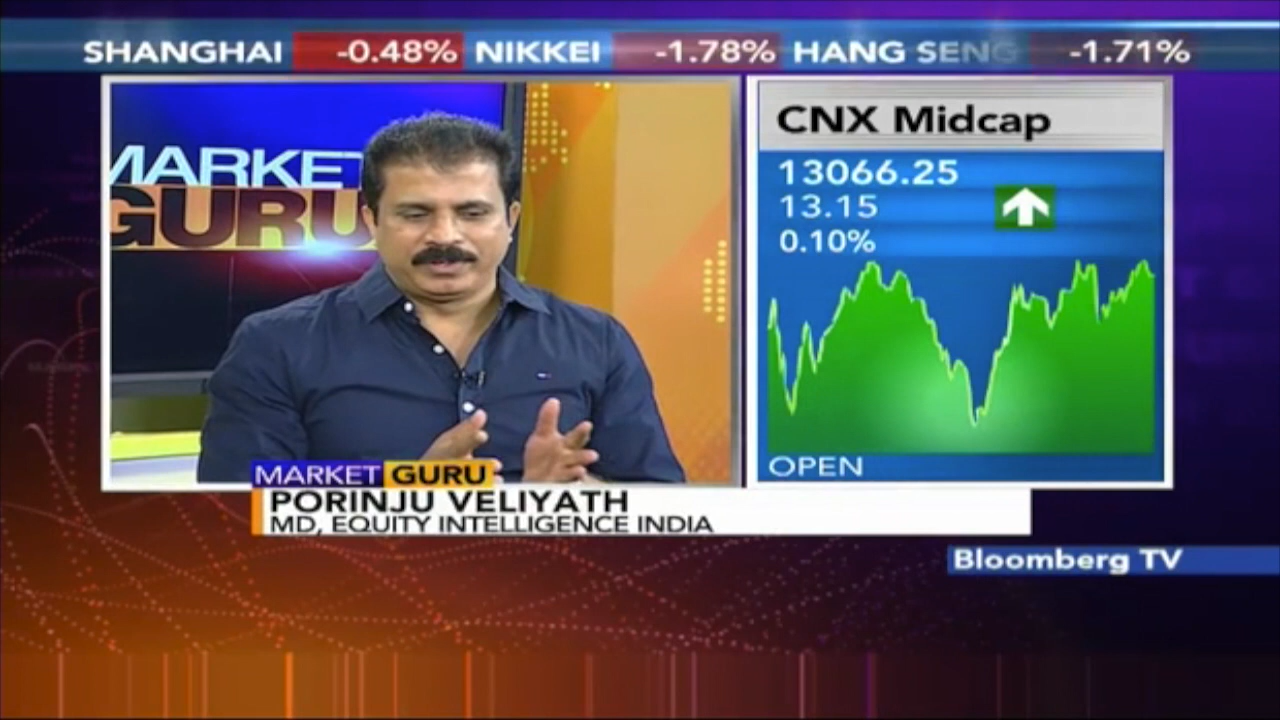 SHANGHAI -0.48% NIKKEI -1.78% HANG SENG -1.71%
MARKET
GURU
CNX Midcap
13066.25
13.15
0.10%
OPEN
MARKET GURU
PORINJU VELIYATH
MD, EQUITY INTELLIGENCE INDIA
Bloomberg TV